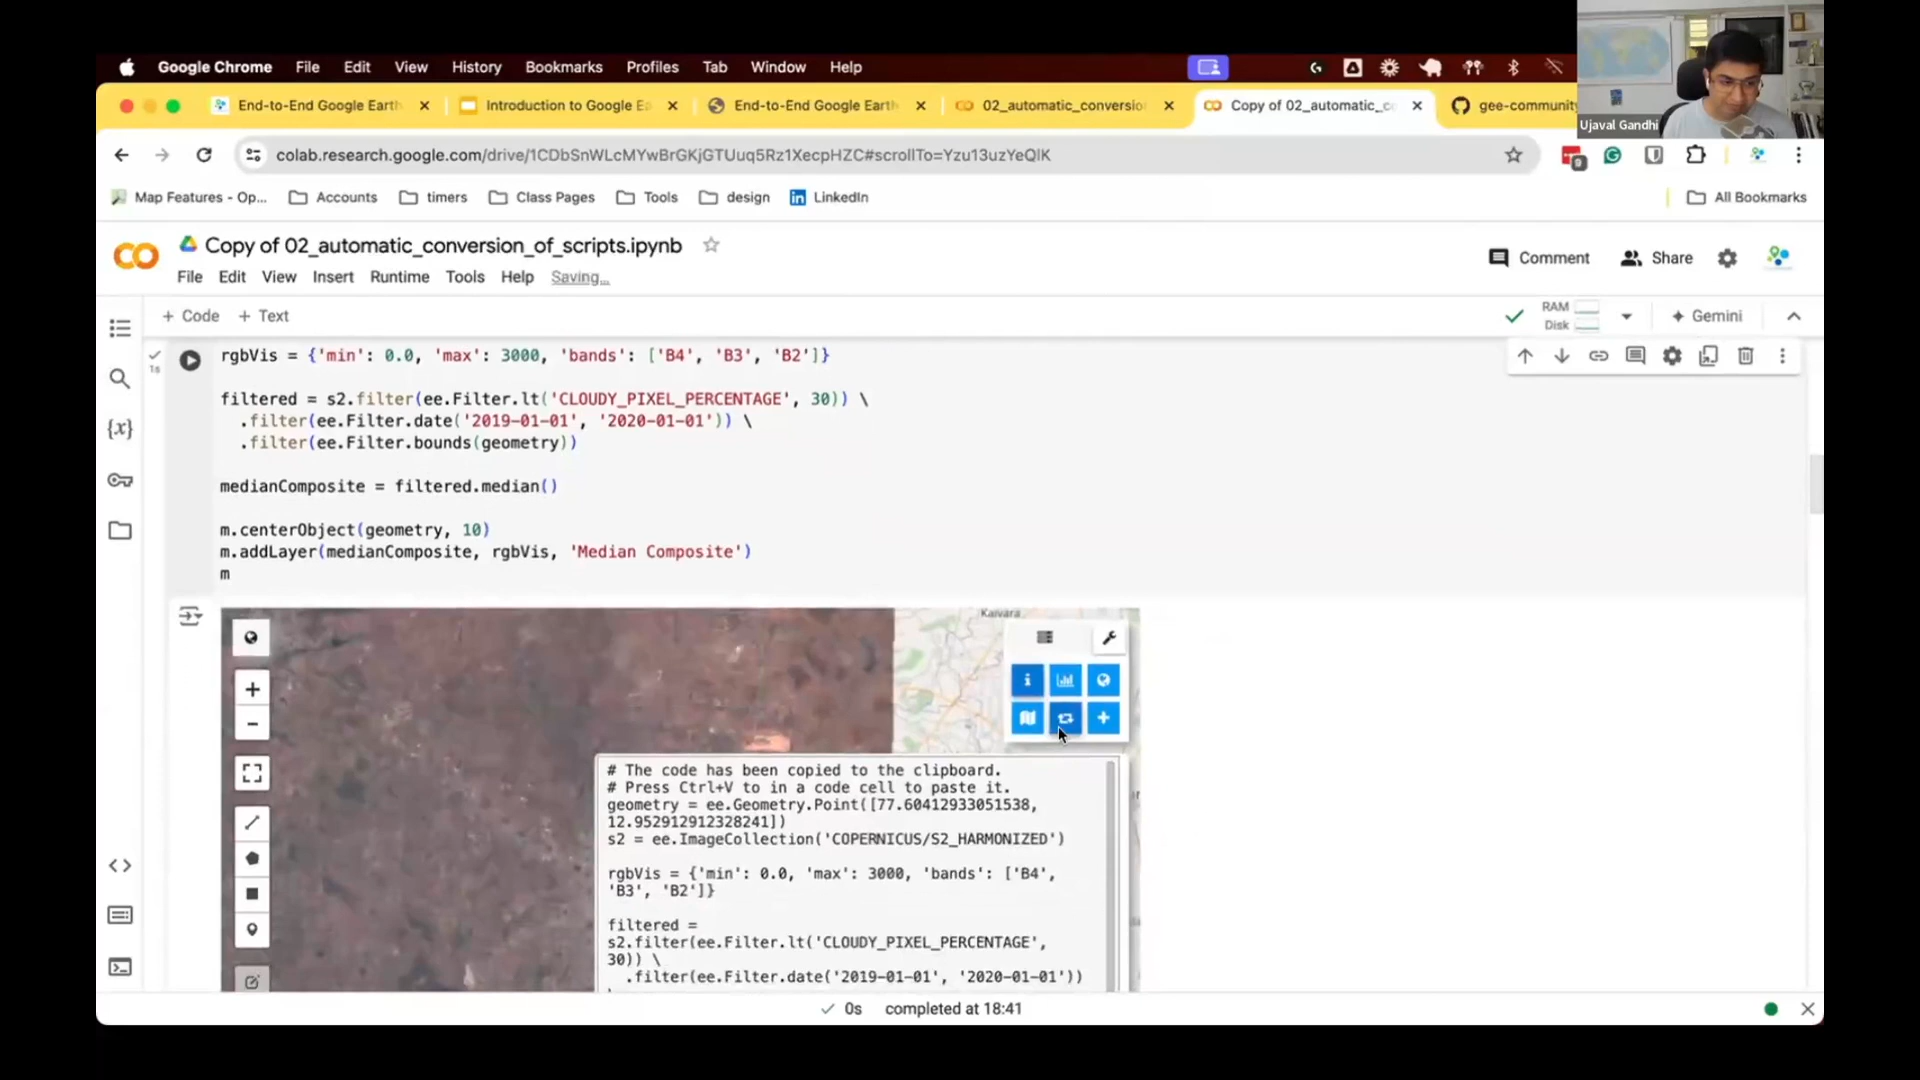 Google Chrome File Edit View History Bookmarks Profiles Tab Window Help
Ujaval Gandhi
End-to-End Google Earth
Introduction to Google Ea
End-to-End Google Earth
02_automatic_conversio
Copy of 02_automatic_co
gee-community
colab.research.google.com/drive/1CDbSnWLcMYwBrGKjGTUuq5Rz1XecpHZC#scrollTo=Yzu13uzYeQlK
Map Features - Op... Accounts timers Class Pages Tools design LinkedIn All Bookmarks
Copy of 02_automatic_conversion_of_scripts.ipynb
File Edit View Insert Runtime Tools Help Saving...
Comment Share
+ Code + Text
RAM
Disk
Gemini
1s
rgbVis = {'min': 0.0, 'max': 3000, 'bands': ['B4', 'B3', 'B2']}
filtered = s2.filter(ee.Filter.lt('CLOUDY_PIXEL_PERCENTAGE', 30)) \
.filter(ee.Filter.date('2019-01-01', '2020-01-01')) \
.filter(ee.Filter.bounds(geometry))
medianComposite = filtered.median()
m.centerObject(geometry, 10)
m.addLayer(medianComposite, rgbVis, 'Median Composite')
m
Kaivara
# The code has been copied to the clipboard.
# Press Ctrl+V to in a code cell to paste it.
geometry = ee.Geometry.Point([77.60412933051538,
12.952912912328241])
s2 = ee.ImageCollection('COPERNICUS/S2_HARMONIZED')
rgbVis = {'min': 0.0, 'max': 3000, 'bands': ['B4',
'B3', 'B2']}
filtered =
s2.filter(ee.Filter.lt('CLOUDY_PIXEL_PERCENTAGE',
30)) \
.filter(ee.Filter.date('2019-01-01', '2020-01-01'))
0s completed at 18:41